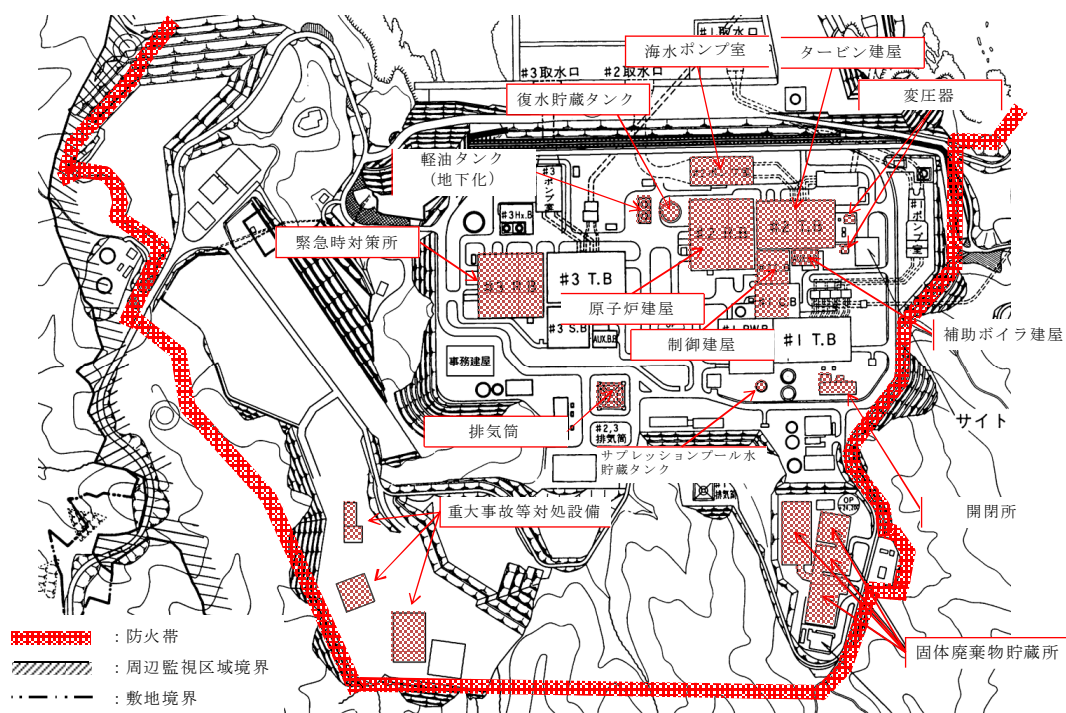 #1取水口
海水ポンプ室
タービン建屋
#3取水口
#2取水口
変圧器
復水貯蔵タンク
軽油タンク
(地下化)
#3
ポンプ室
#1
ポンプ室
#3Hx.B
緊急時対策所
#2 R.B
#2 T.B
#3 R.B
#3 T.B
原子炉建屋
補助ボイラ建屋
制御建屋
#3 S.B
AUX.B.B
#1 T.B
事務建屋
排気筒
#2,3
排気筒
サイト
サプレッションプール水
貯蔵タンク
排気筒
OP
開閉所
重大事故等対処設備
固体廃棄物貯蔵所
:防火帯
:周辺監視区域境界
:敷地境界